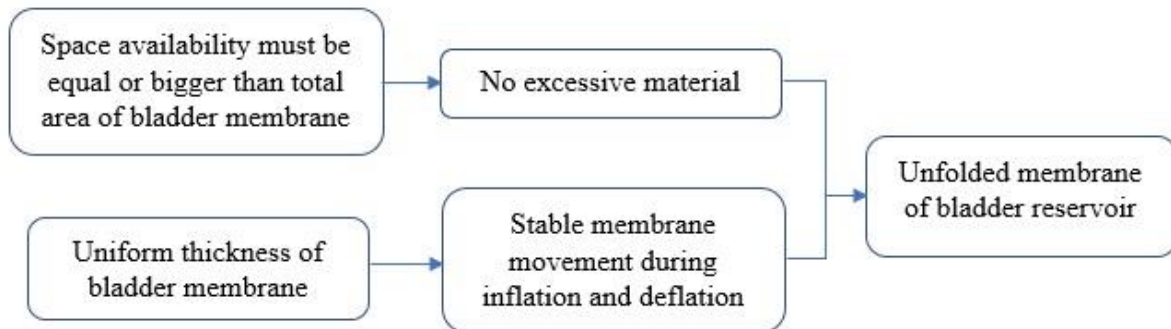 Space availability must be
equal or bigger than total
area of bladder membrane
No excessive material
Uniform thickness of
bladder membrane
Stable membrane
movement during
inflation and deflation
Unfolded membrane
of bladder reservoir